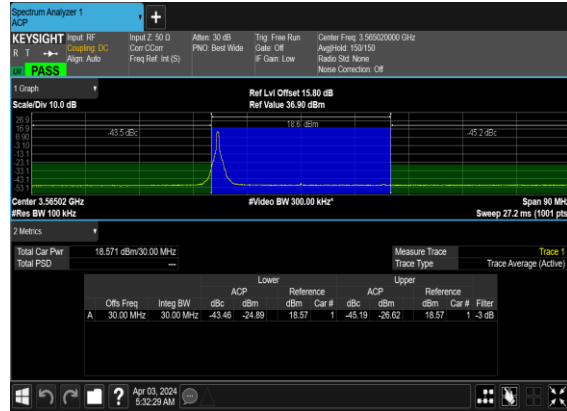 Spectrum Analyzer 1
ACP
KEYSIGHT Input: RF Input Z: 50 Ω Atten: 30 dB Trig: Free Run Center Freq: 3.565020000 GHz
R T Coupling: DC Corr CCorr PNO: Best Wide Gate: Off Avg|Hold: 150/150
Align: Auto Freq Ref: Int (S) IF Gain: Low Radio Std: None
Noise Correction: Off
PASS
1 Graph
Ref Lvl Offset 15.80 dB
Scale/Div 10.0 dB Ref Value 36.90 dBm
26.9
16.9 18.6 dBm
6.90 -43.5 dBc -45.2 dBc
-3.10
-13.1
-23.1
-33.1
-43.1
-53.1
Center 3.56502 GHz #Video BW 300.00 kHz* Span 90 MHz
#Res BW 100 kHz Sweep 27.2 ms (1001 pts
2 Metrics
Total Car Pwr 18.571 dBm/30.00 MHz Measure Trace Trace 1
Total PSD --- Trace Type Trace Average (Active)
Lower Upper
ACP Reference ACP Reference
Offs Freq Integ BW dBc dBm dBm Car # dBc dBm dBm Car # Filter
A 30.00 MHz 30.00 MHz -43.46 -24.89 18.57 1 -45.19 -26.62 18.57 1 -3 dB
Apr 03, 2024
5:32:29 AM